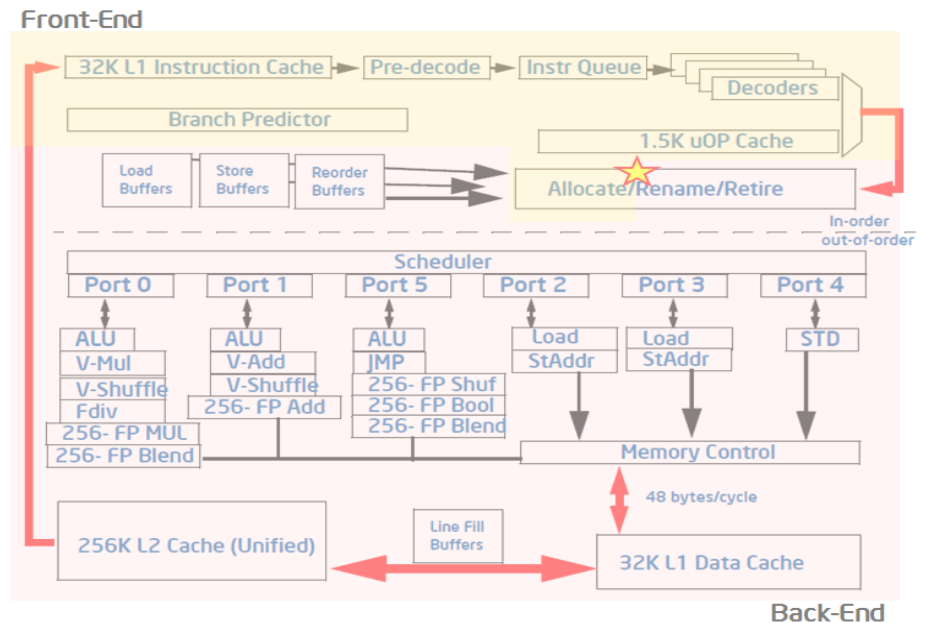 Front-End
32K L1 Instruction Cache
Pre-decode
Instr Queue
Decoders
Branch Predictor
1.5K uOP Cache
Load
Buffers
Store
Buffers
Reorder
Buffers
Allocate/Rename/Retire
In-order
out-of-order
Scheduler
Port 0
Port 1
Port 5
Port 2
Port 3
Port 4
ALU
V-Mul
V-Shuffle
Fdiv
256- FP MUL
256- FP Blend
ALU
V-Add
V-Shuffle
256- FP Add
ALU
JMP
256- FP Shuf
256- FP Bool
256- FP Blend
Load
StAddr
Load
StAddr
STD
Memory Control
48 bytes/cycle
256K L2 Cache (Unified)
Line Fill
Buffers
32K L1 Data Cache
Back-End